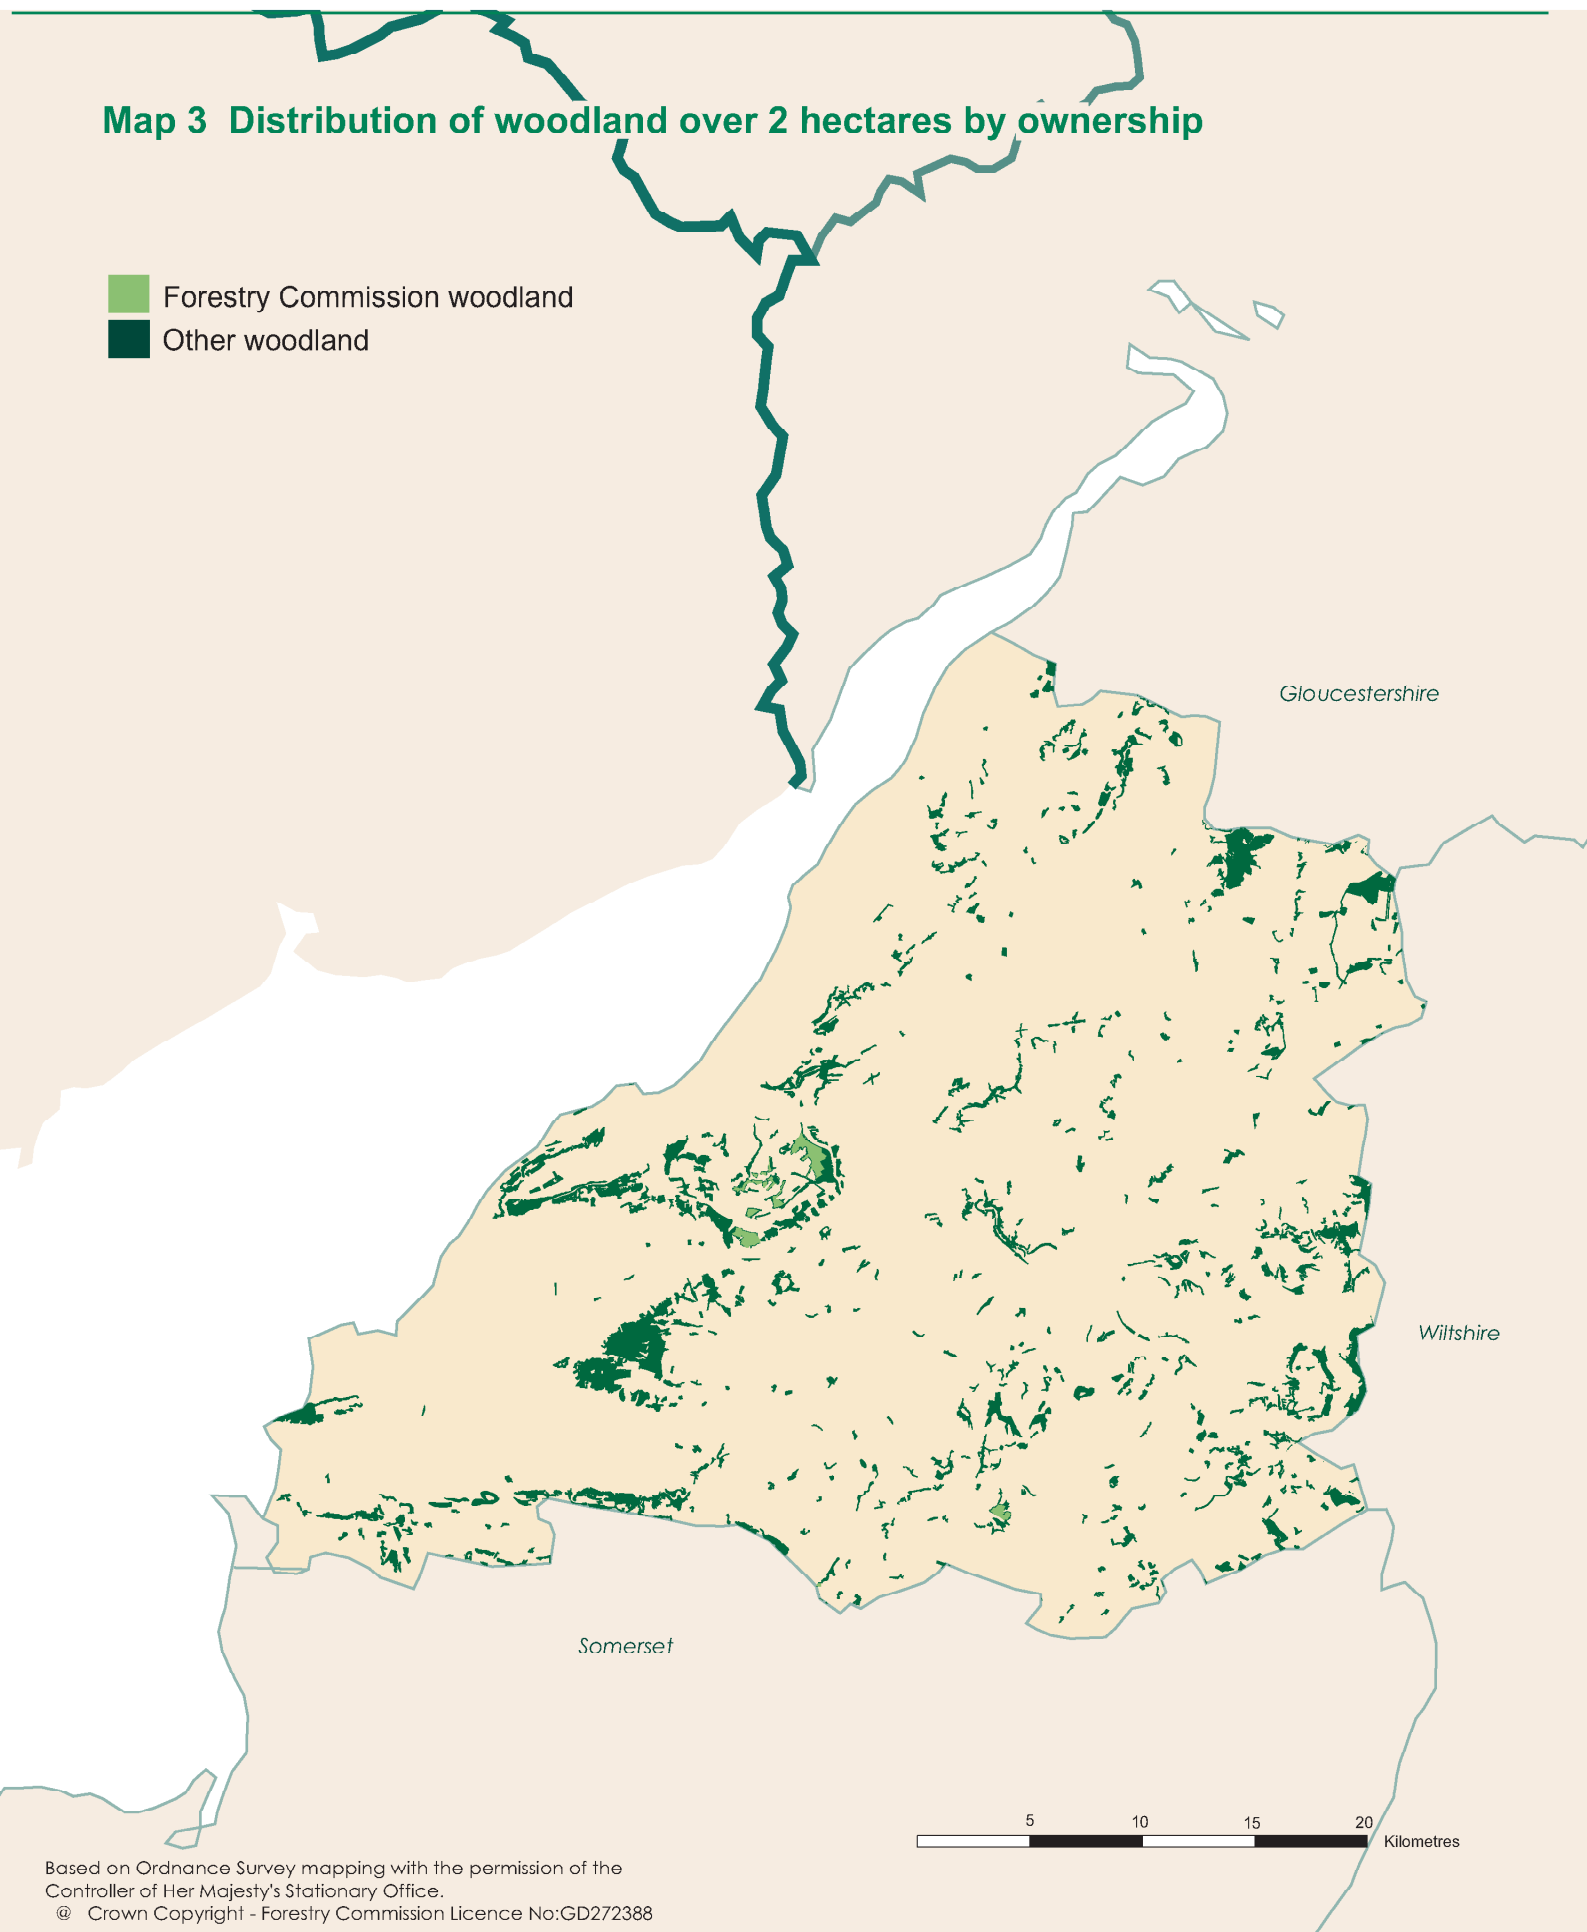 Map 3 Distribution of woodland over 2 hectares by ownership
Forestry Commission woodland
Other woodland
Gloucestershire
Wiltshire
Somerset
5 10 15 20
Kilometres
Based on Ordnance Survey mapping with the permission of the
Controller of Her Majesty's Stationary Office.
@ Crown Copyright - Forestry Commission Licence No:GD272388